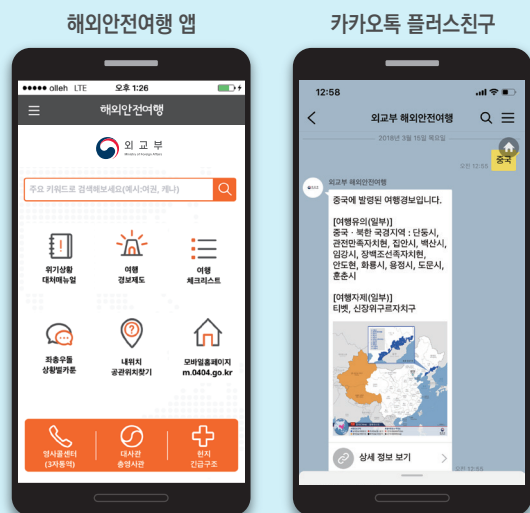 해외안전여행 앱
olleh LTE 오후 1:26
해외안전여행
외 교 부
Ministry of Foreign Affairs
주요 키워드로 검색해보세요(예시:여권, 캐나)
위기상황
대처매뉴얼
여행
경보제도
여행
체크리스트
좌충우돌
상황별카툰
내위치
공관위치찾기
모바일홈페이지
m.0404.go.kr
영사콜센터
(3자통역)
대사관
총영사관
현지
긴급구조
카카오톡 플러스친구
12:58
외교부 해외안전여행
2018년 3월 15일 목요일
오전 12:55
중국
외교부 해외안전여행
중국에 발령된 여행경보입니다.
[여행유의(일부)]
중국 · 북한 국경지역 : 단둥시,
관전만족자치현, 집안시, 백산시,
임강시, 장백조선족자치현,
안도현, 화룡시, 용정시, 도문시,
훈춘시
[여행자제(일부)]
티벳, 신장위구르자치구
상세 정보 보기
오전 12:55